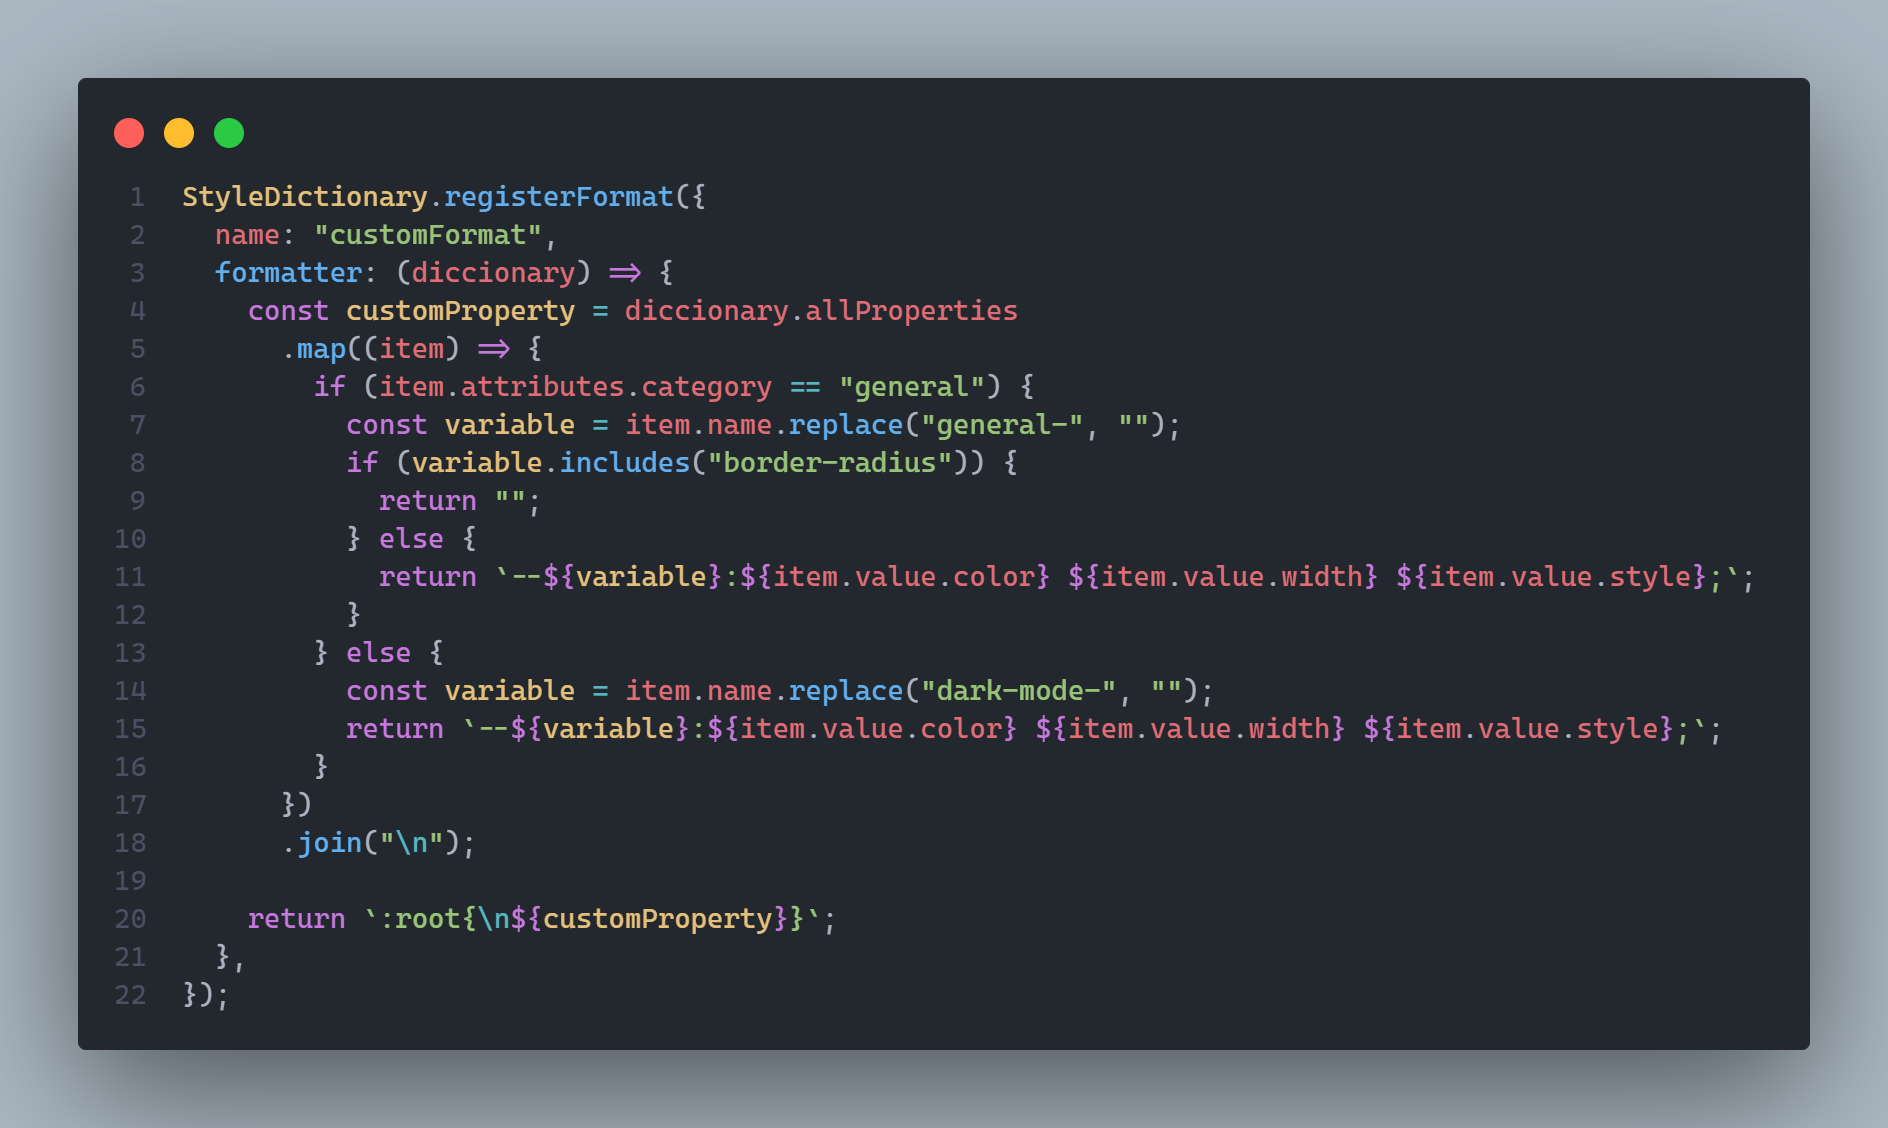 1 StyleDictionary.registerFormat({
2   name: "customFormat",
3   formatter: (diccionary) => {
4     const customProperty = diccionary.allProperties
5       .map((item) => {
6         if (item.attributes.category == "general") {
7           const variable = item.name.replace("general-", "");
8           if (variable.includes("border-radius")) {
9             return "";
10           } else {
11             return `--${variable}:${item.value.color} ${item.value.width} ${item.value.style};`;
12           }
13         } else {
14           const variable = item.name.replace("dark-mode-", "");
15           return `--${variable}:${item.value.color} ${item.value.width} ${item.value.style};`;
16         }
17       })
18       .join("\n");
19
20     return `:root{\n${customProperty}}`;
21   },
22 });